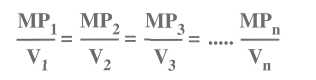 MP₁/V₁ = MP₂/V₂ = MP₃/V₃ = ..... MPₙ/Vₙ